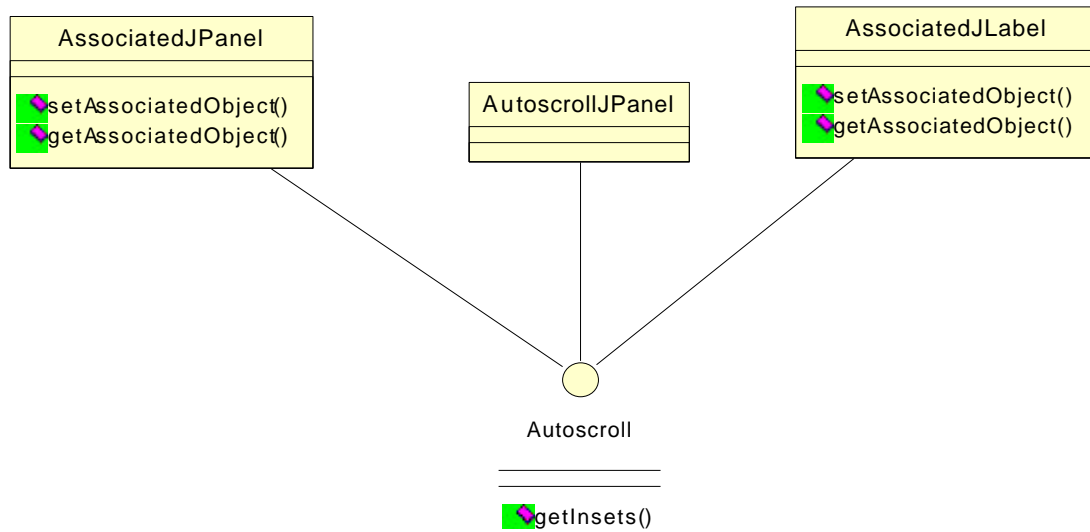 AssociatedJPanel
setAssociatedObject()
getAssociatedObject()
AutoscrollJPanel
AssociatedJLabel
setAssociatedObject()
getAssociatedObject()
Autoscroll
getInsets()